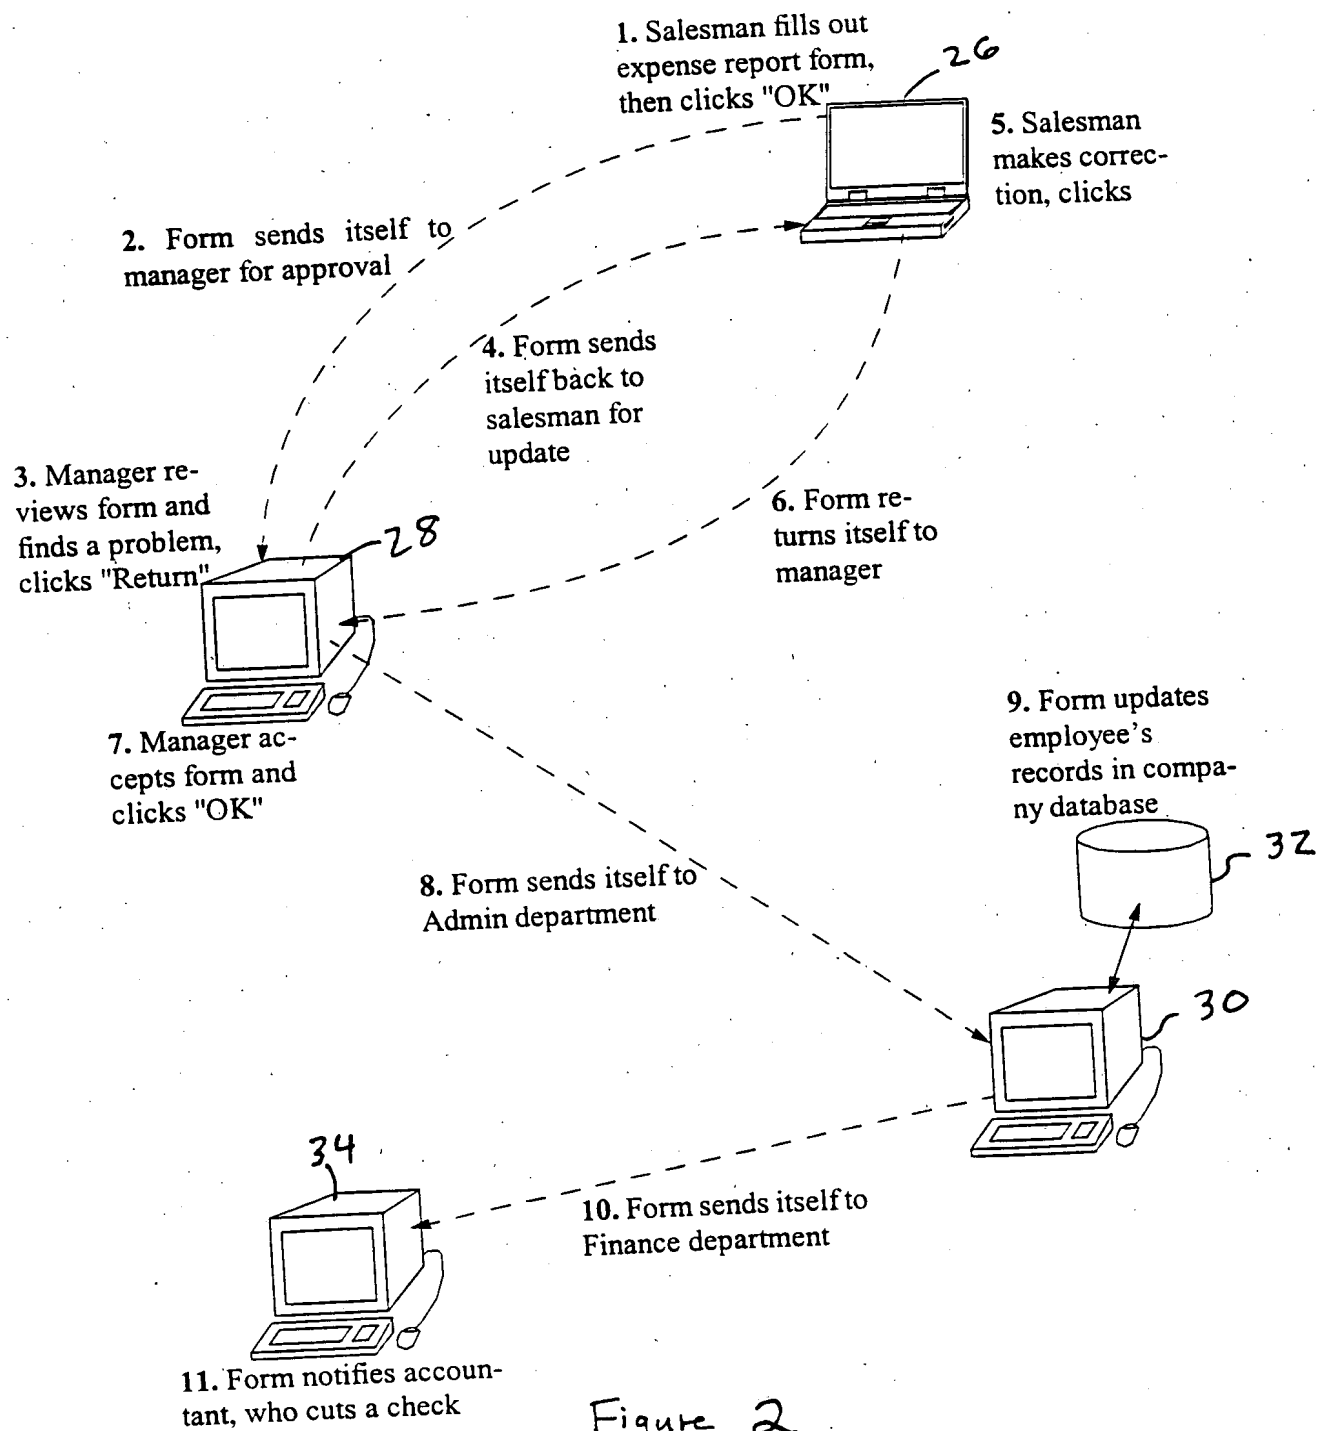 1. Salesman fills out
expense report form,
then clicks "OK"
26
5. Salesman
makes correc-
tion, clicks
2. Form sends itself to
manager for approval
4. Form sends
itself back to
salesman for
update
3. Manager re-
views form and
finds a problem,
clicks "Return"
28
6. Form re-
turns itself to
manager
7. Manager ac-
cepts form and
clicks "OK"
9. Form updates
employee's
records in compa-
ny database
32
8. Form sends itself to
Admin department
30
34
10. Form sends itself to
Finance department
11. Form notifies accoun-
tant, who cuts a check
Figure 2